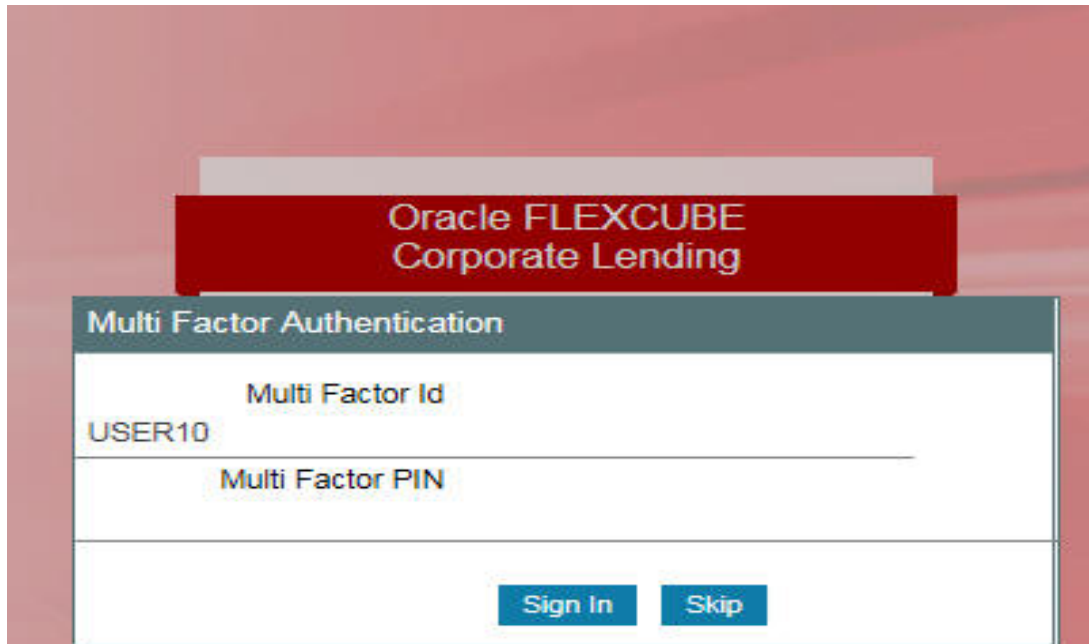 Oracle FLEXCUBE
Corporate Lending
Multi Factor Authentication
Multi Factor Id
USER10
Multi Factor PIN
Sign In Skip